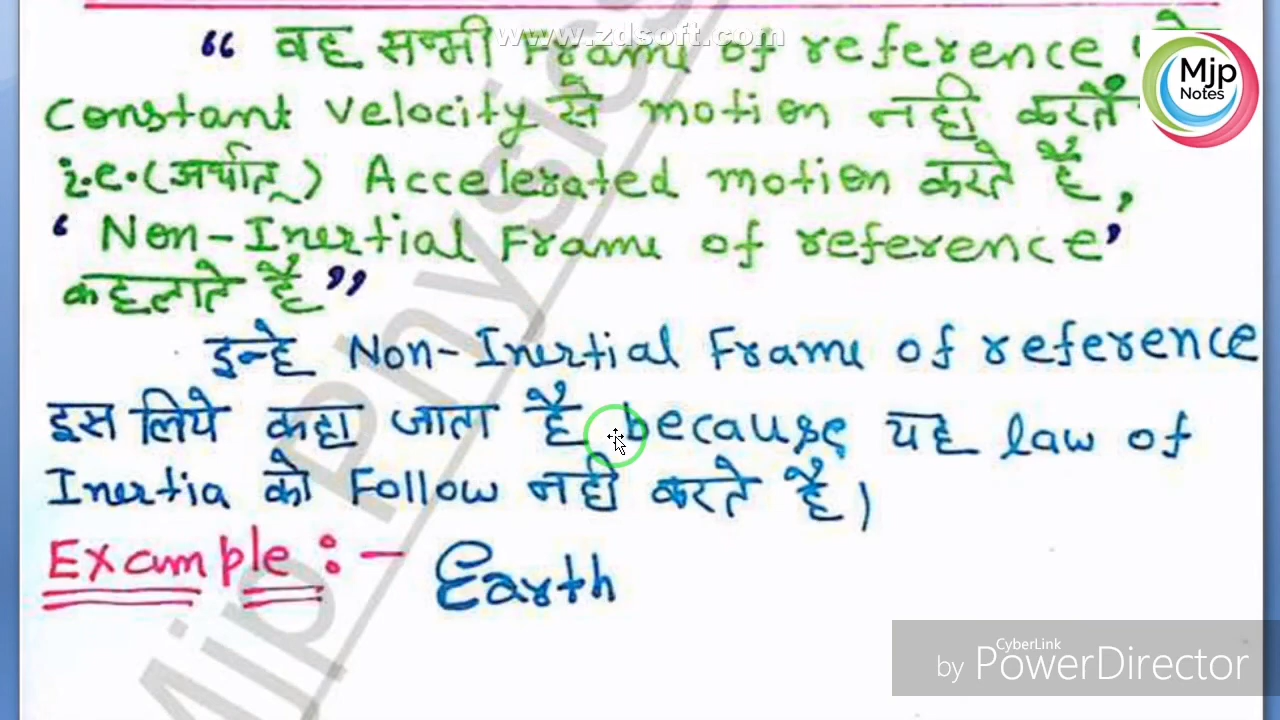 www.zdsoft.com
“ वह सभी Frame of reference
Mjp
Notes
Constant velocity से motion नही करते
i.e.(अर्थात्) Accelerated motion करते है,
‘ Non-Inertial Frame of reference’
कहलाते है ”
इन्हे Non-Inertial Frame of reference
इस लिये कहा जाता है because यह law of
Inertia को Follow नही करते है।
Example :- Earth
Mjp Physics
CyberLink
by PowerDirector